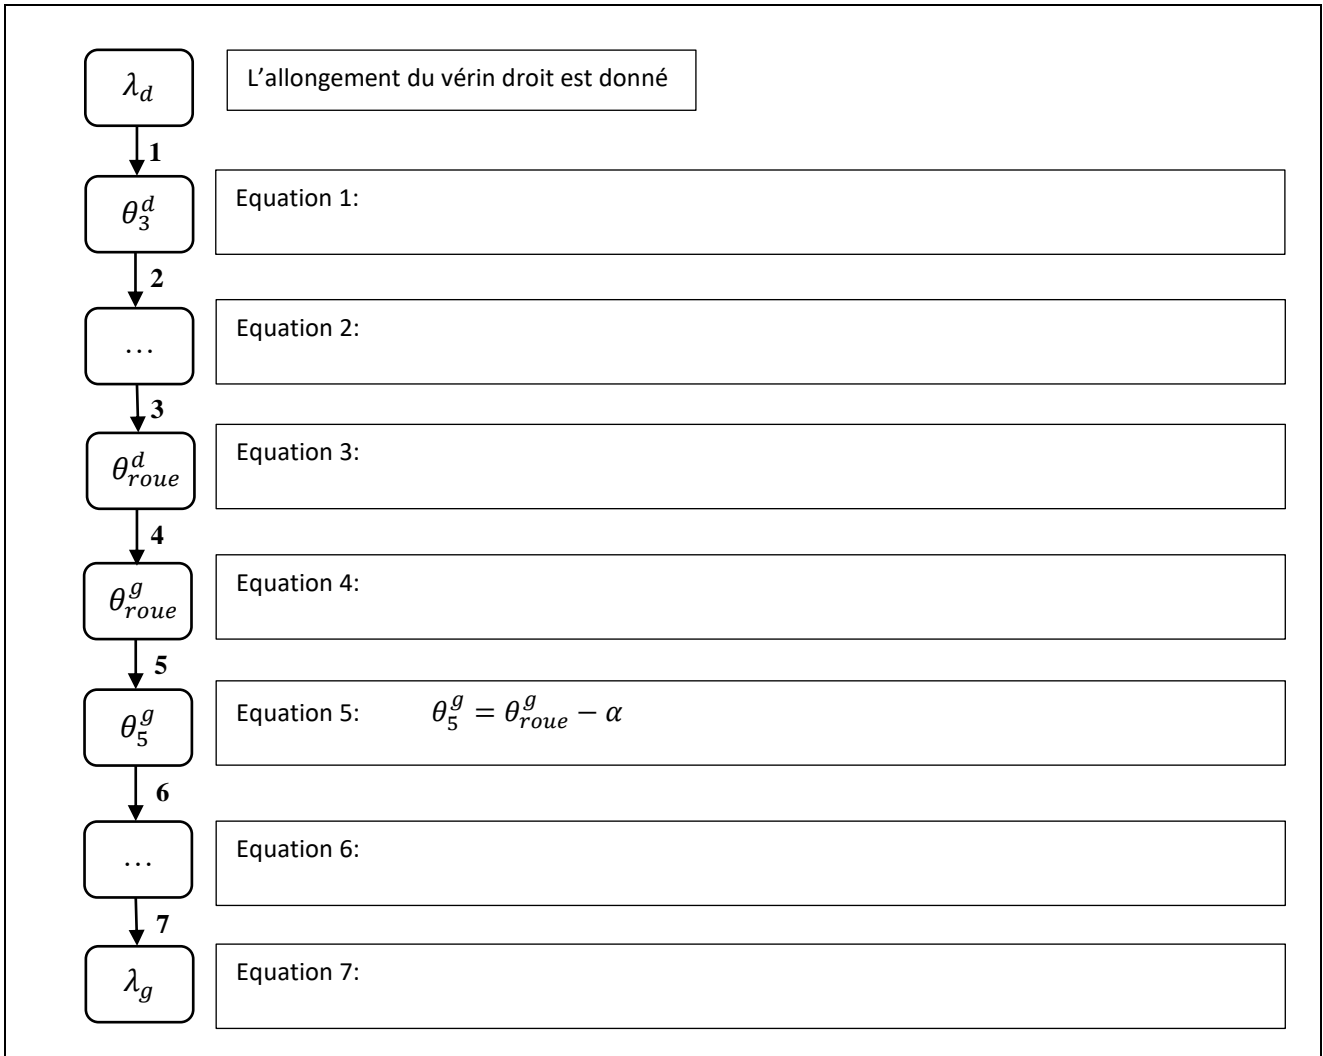 λ_d
L'allongement du vérin droit est donné
1
θ_3^d
Equation 1:
2
...
Equation 2:
3
θ_roue^d
Equation 3:
4
θ_roue^g
Equation 4:
5
θ_5^g
Equation 5: θ_5^g = θ_roue^g − α
6
...
Equation 6:
7
λ_g
Equation 7: